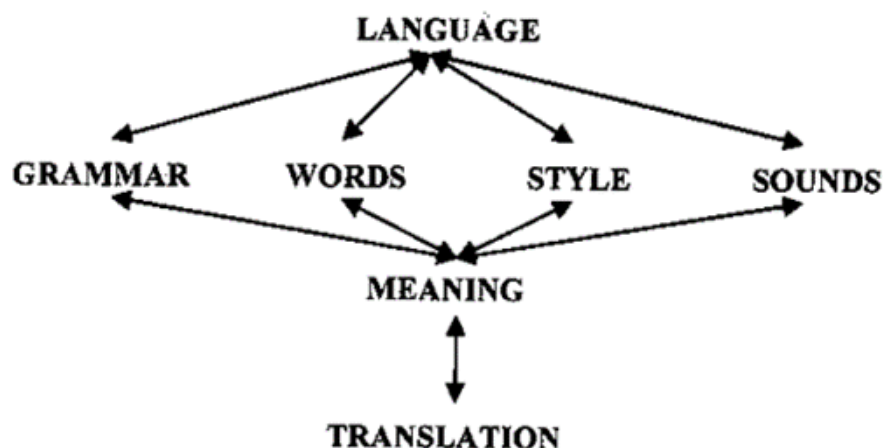 LANGUAGE
GRAMMAR WORDS STYLE SOUNDS
MEANING
TRANSLATION